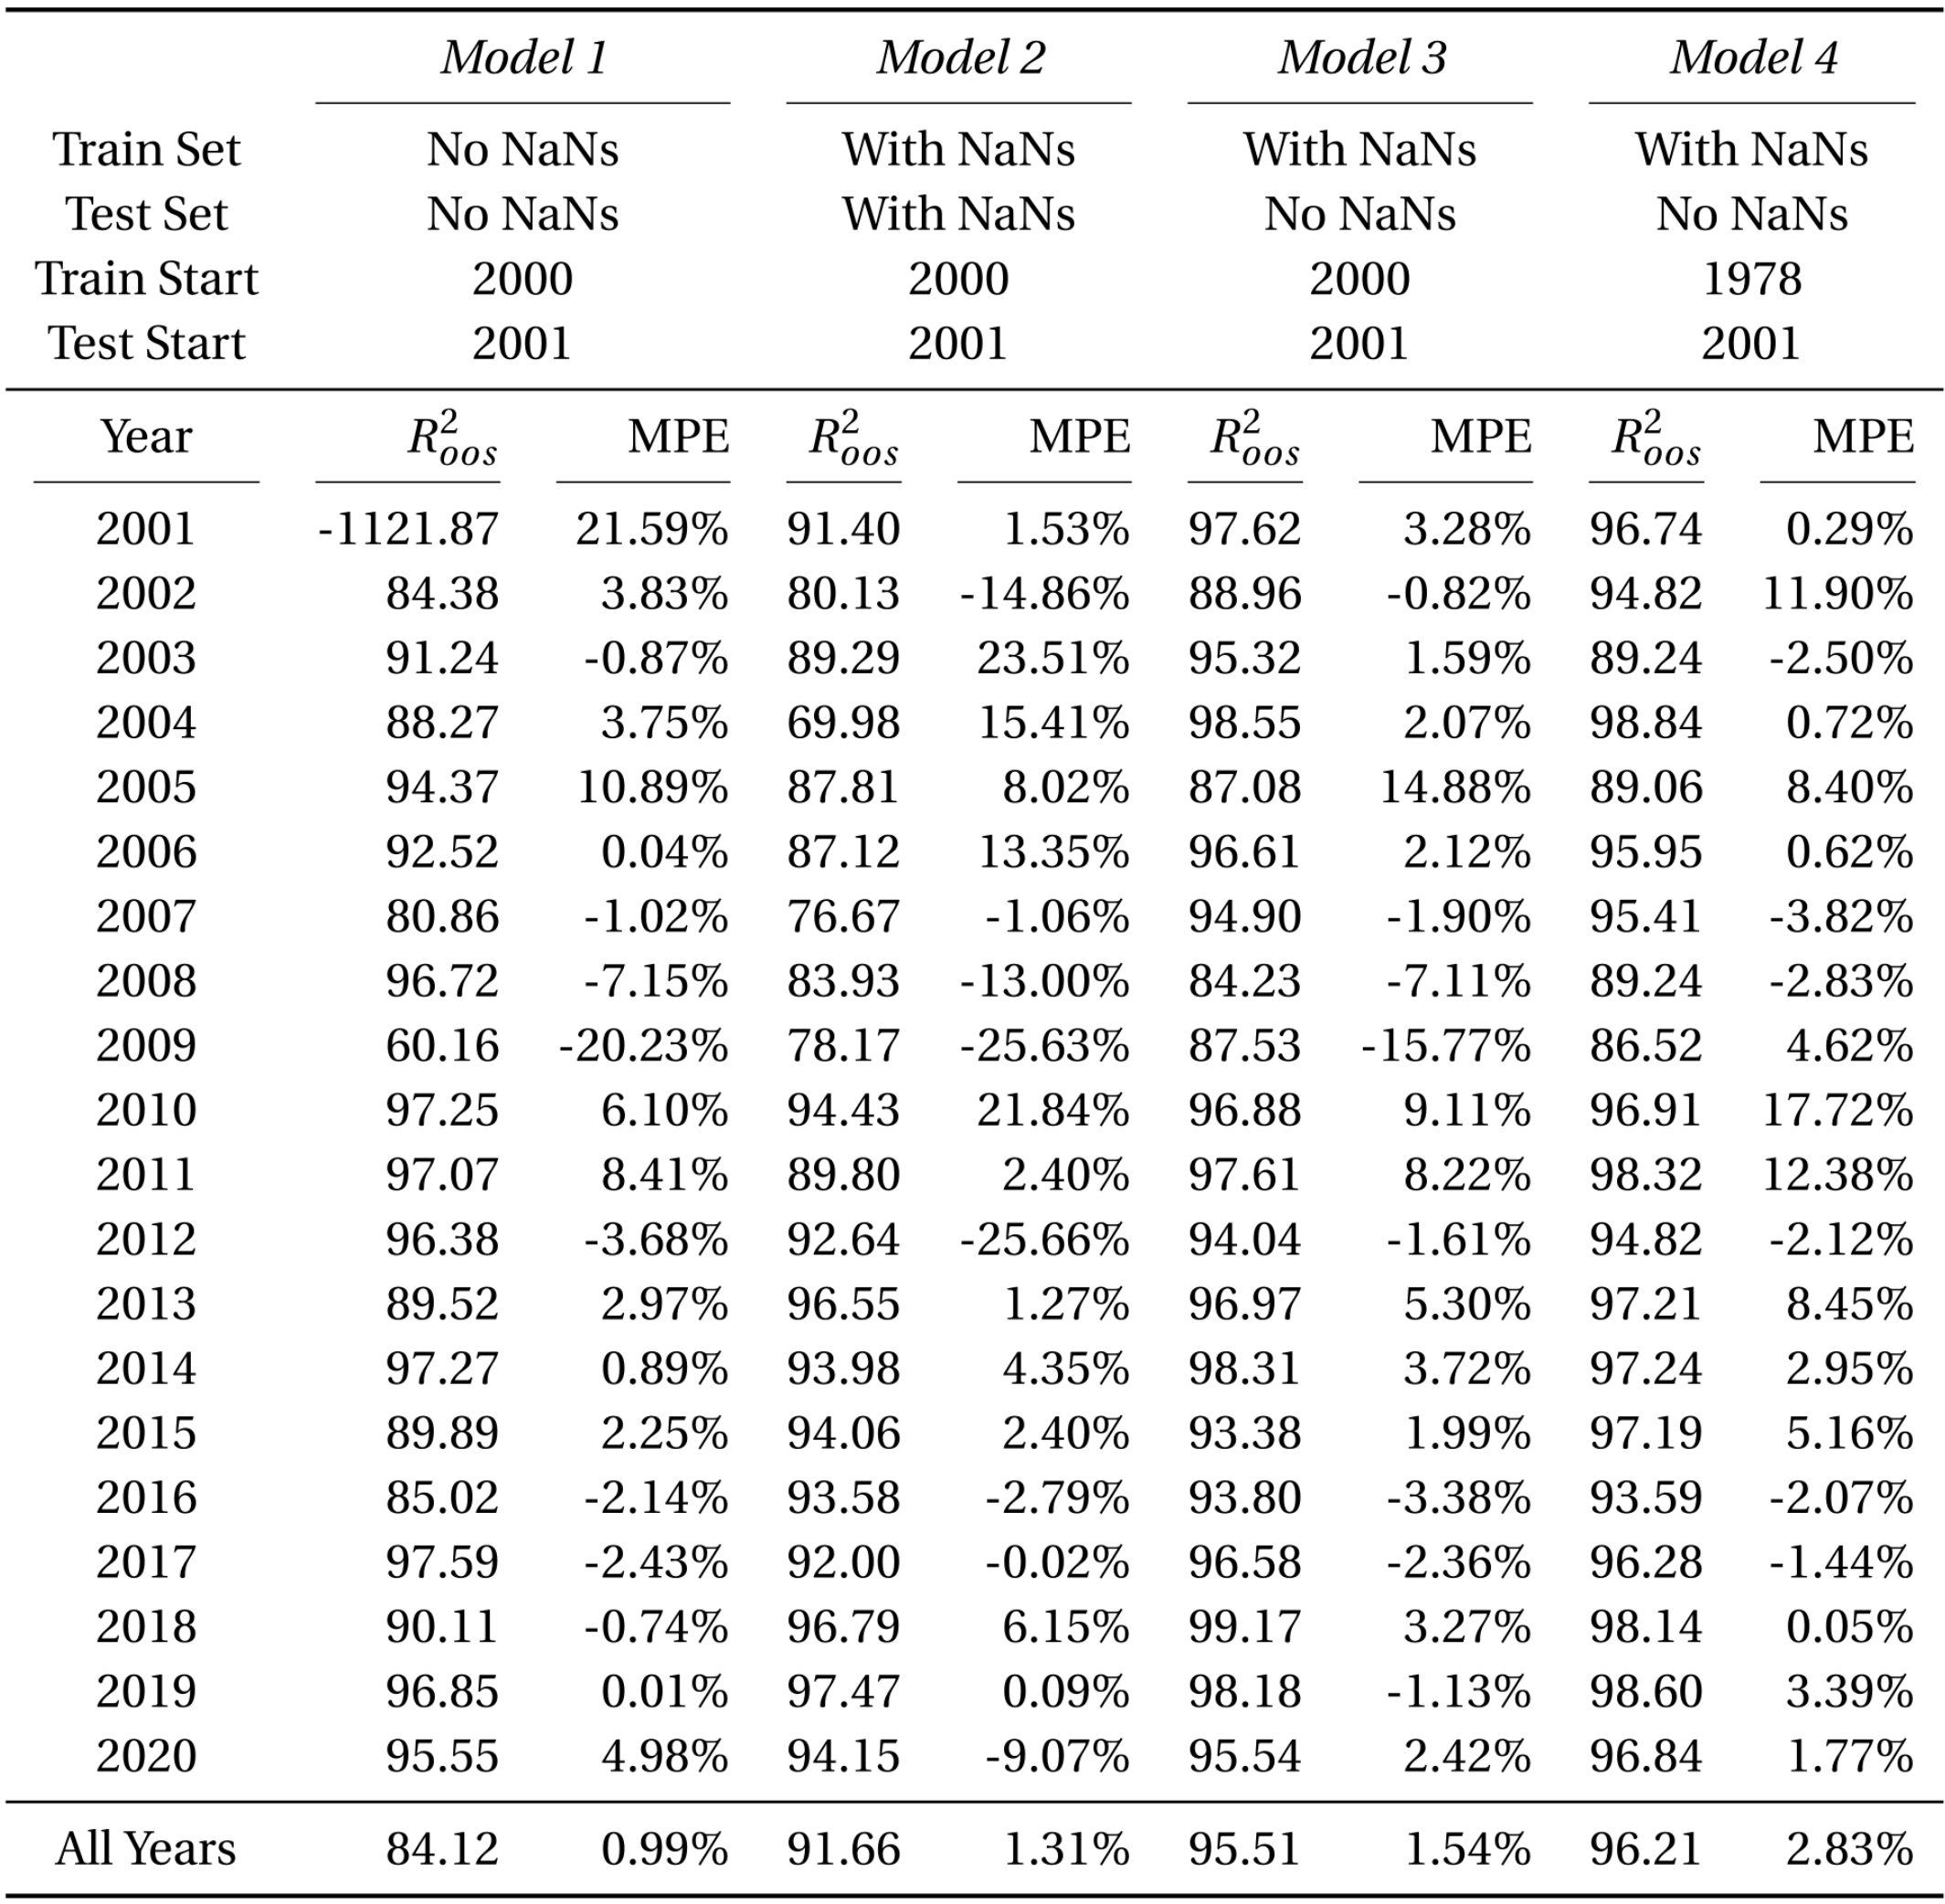 Model 1 Model 2 Model 3 Model 4
Train Set No NaNs With NaNs With NaNs With NaNs
Test Set No NaNs With NaNs No NaNs No NaNs
Train Start 2000 2000 2000 1978
Test Start 2001 2001 2001 2001
Year R²oos MPE R²oos MPE R²oos MPE R²oos MPE
2001 -1121.87 21.59% 91.40 1.53% 97.62 3.28% 96.74 0.29%
2002 84.38 3.83% 80.13 -14.86% 88.96 -0.82% 94.82 11.90%
2003 91.24 -0.87% 89.29 23.51% 95.32 1.59% 89.24 -2.50%
2004 88.27 3.75% 69.98 15.41% 98.55 2.07% 98.84 0.72%
2005 94.37 10.89% 87.81 8.02% 87.08 14.88% 89.06 8.40%
2006 92.52 0.04% 87.12 13.35% 96.61 2.12% 95.95 0.62%
2007 80.86 -1.02% 76.67 -1.06% 94.90 -1.90% 95.41 -3.82%
2008 96.72 -7.15% 83.93 -13.00% 84.23 -7.11% 89.24 -2.83%
2009 60.16 -20.23% 78.17 -25.63% 87.53 -15.77% 86.52 4.62%
2010 97.25 6.10% 94.43 21.84% 96.88 9.11% 96.91 17.72%
2011 97.07 8.41% 89.80 2.40% 97.61 8.22% 98.32 12.38%
2012 96.38 -3.68% 92.64 -25.66% 94.04 -1.61% 94.82 -2.12%
2013 89.52 2.97% 96.55 1.27% 96.97 5.30% 97.21 8.45%
2014 97.27 0.89% 93.98 4.35% 98.31 3.72% 97.24 2.95%
2015 89.89 2.25% 94.06 2.40% 93.38 1.99% 97.19 5.16%
2016 85.02 -2.14% 93.58 -2.79% 93.80 -3.38% 93.59 -2.07%
2017 97.59 -2.43% 92.00 -0.02% 96.58 -2.36% 96.28 -1.44%
2018 90.11 -0.74% 96.79 6.15% 99.17 3.27% 98.14 0.05%
2019 96.85 0.01% 97.47 0.09% 98.18 -1.13% 98.60 3.39%
2020 95.55 4.98% 94.15 -9.07% 95.54 2.42% 96.84 1.77%
All Years 84.12 0.99% 91.66 1.31% 95.51 1.54% 96.21 2.83%